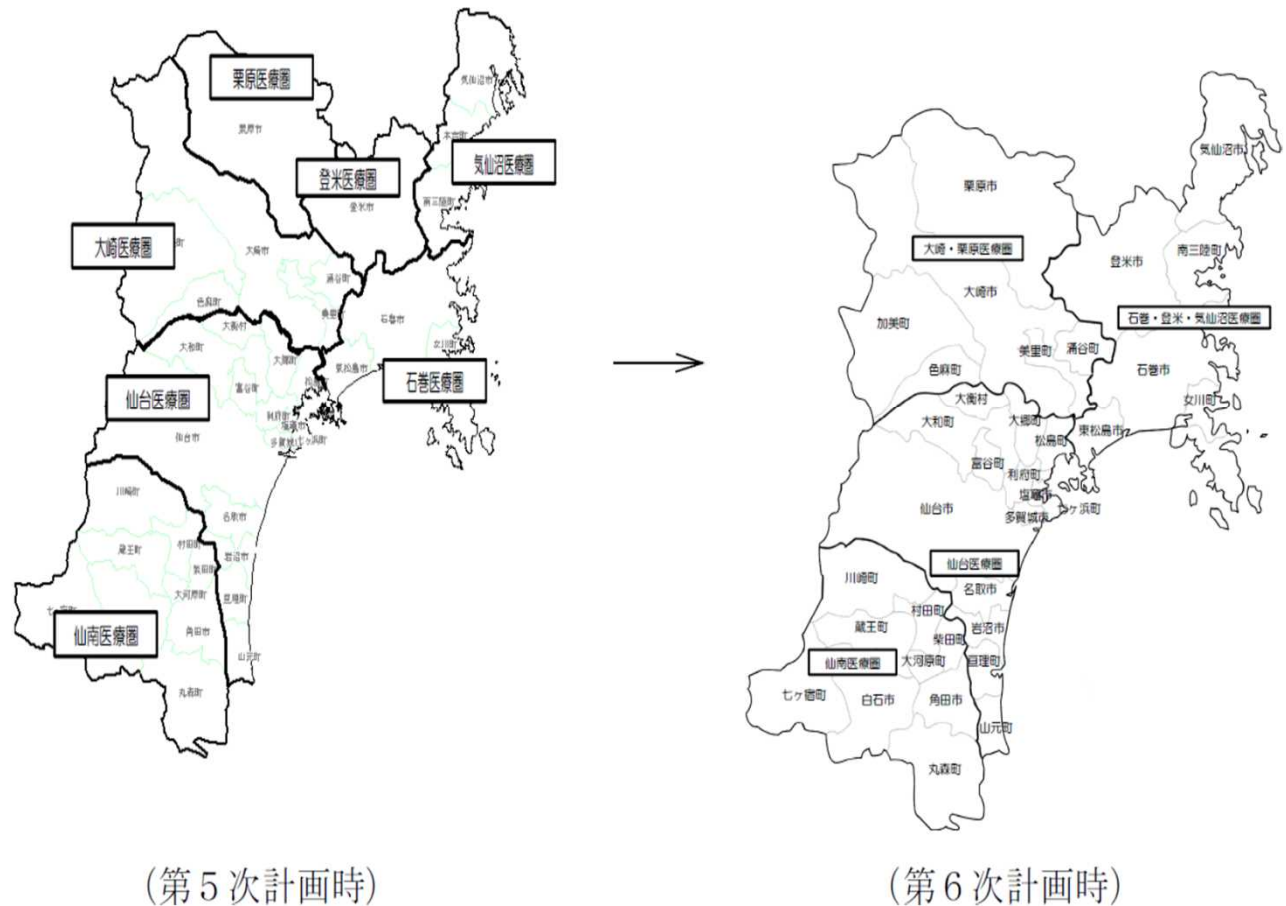 栗原医療圏
気仙沼市
栗原市
本吉町
気仙沼医療圏
登米医療圏
登米市
南三陸町
大崎医療圏
町
大崎市
涌谷町
色麻町
石巻市
大衡村
女川町
大和町
大郷町
富谷町
石巻医療圏
仙台医療圏
利府町
仙台市
七ヶ浜町
川崎町
名取市
蔵王町
村田町
岩沼市
柴田町
大河原町
亘理町
仙南医療圏
角田市
山元町
丸森町
(第5次計画時)
気仙沼市
栗原市
大崎・栗原医療圏
登米市
南三陸町
大崎市
石巻・登米・気仙沼医療圏
加美町
美里町
涌谷町
石巻市
色麻町
女川町
大衡村
大和町
大郷町
松島町
東松島市
富谷町
利府町
塩竈市
仙台市
多賀城市
七ヶ浜町
仙台医療圏
川崎町
名取市
村田町
蔵王町
柴田町
岩沼市
仙南医療圏
大河原町
亘理町
七ヶ宿町
白石市
角田市
山元町
丸森町
(第6次計画時)